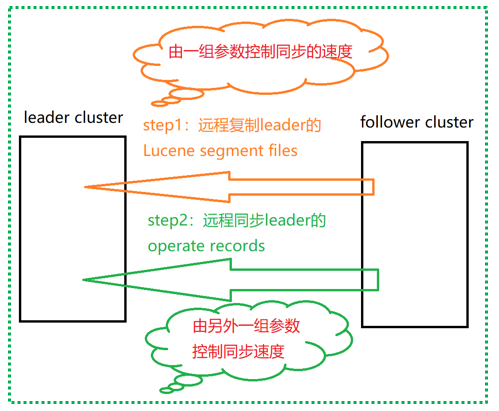 由一组参数控制同步的速度
leader cluster
follower cluster
step1：远程复制leader的
Lucene segment files
step2：远程同步leader的
operate records
由另外一组参数
控制同步速度